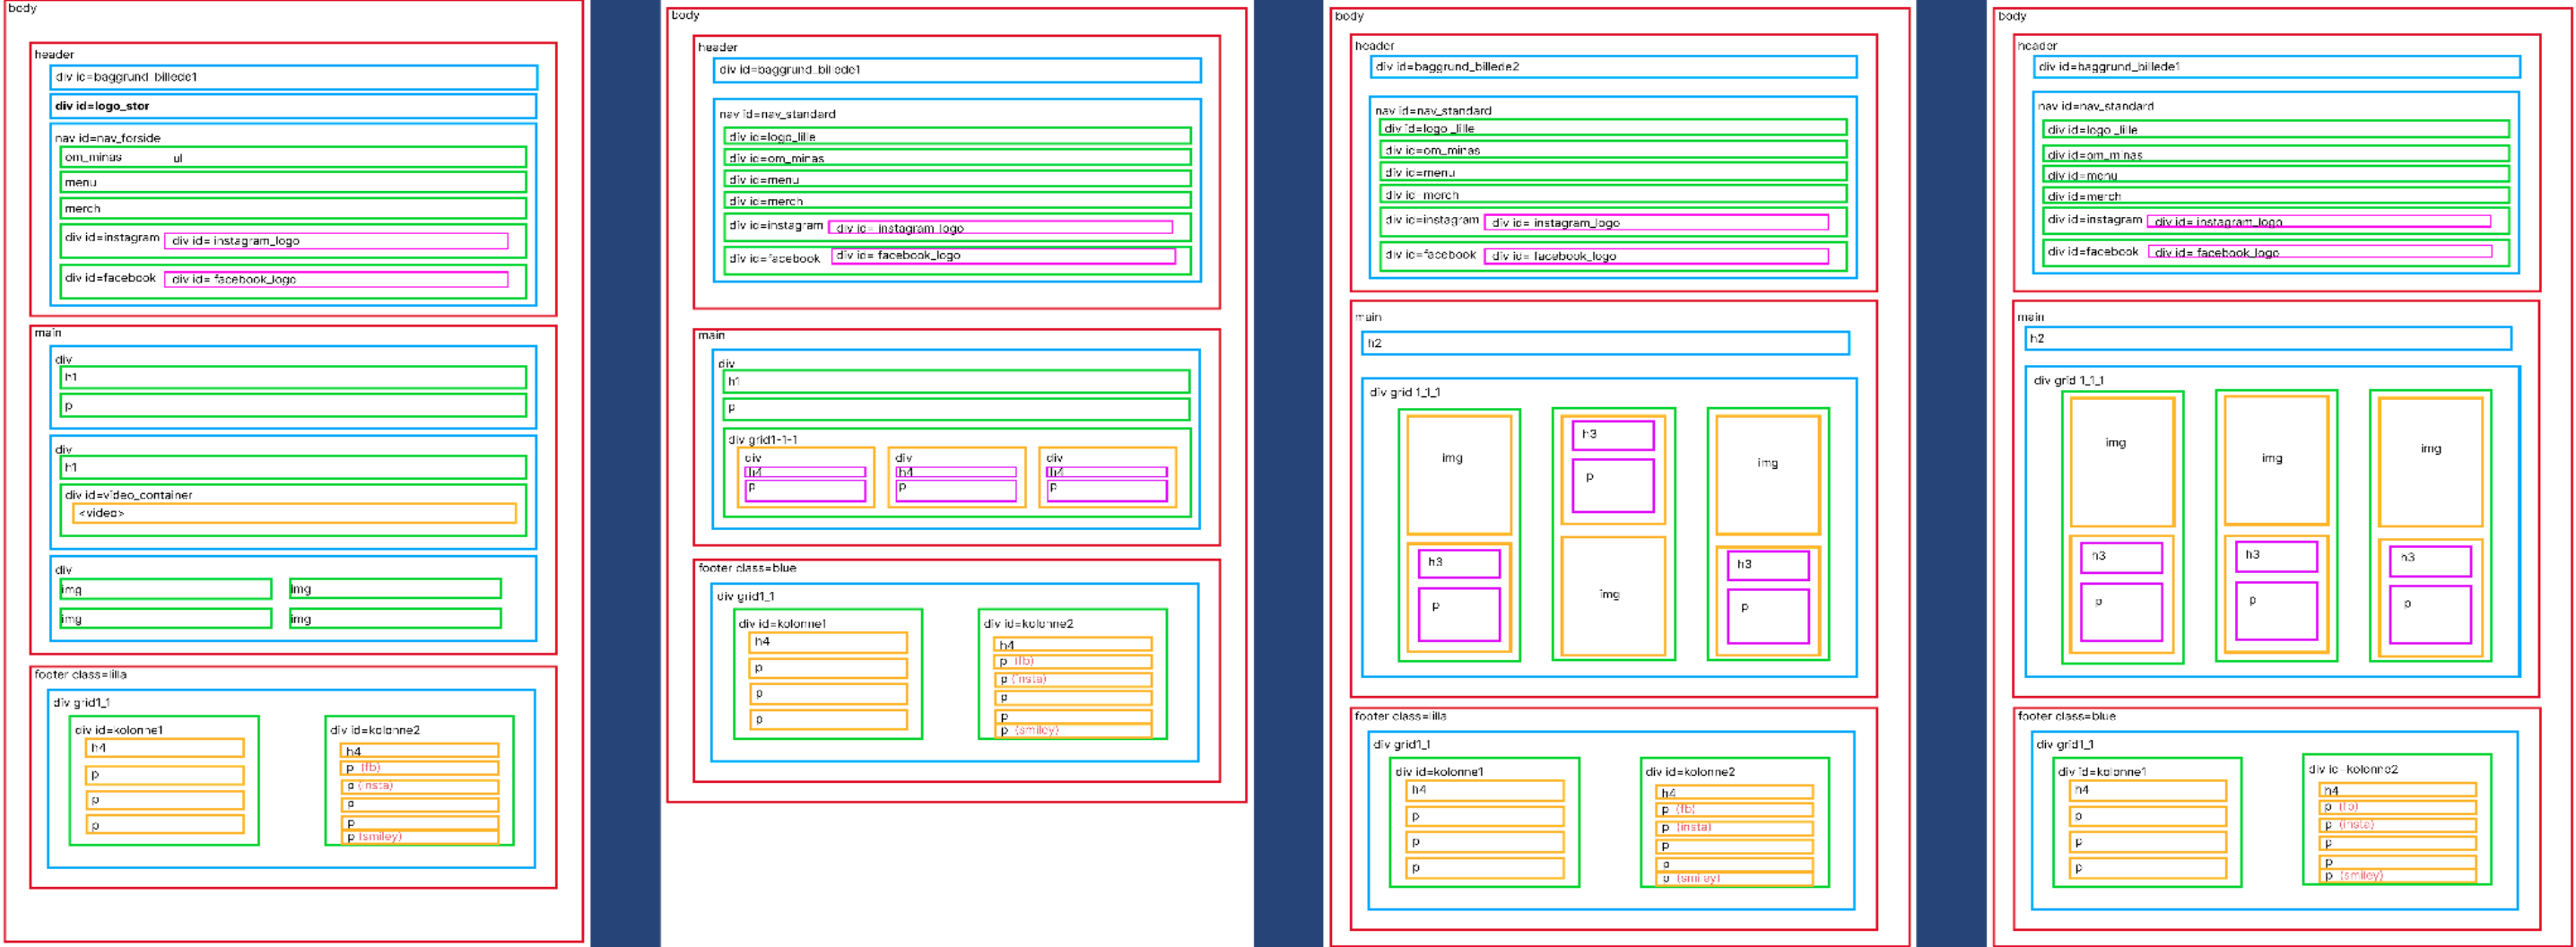 body
header
div id=baggrund_billede1
div id=logo_stor
nav id=nav_forside
om_minas ul
menu
merch
div id=instagram div id= instagram_logo
div id=facebook div id= facebook_logo
main
div
h1
p
div
h1
div id=video_container
<video>
div
img img
img img
footer class=lilla
div grid1_1
div id=kolonne1
h4
p
p
p
div id=kolonne2
h4
p (fb)
p (insta)
p
p
p (smiley)
body
header
div id=baggrund_billede1
nav id=nav_standard
div id=logo_lille
div id=om_minas
div id=menu
div id=merch
div id=instagram div id= instagram_logo
div id=facebook div id= facebook_logo
main
div
h1
p
div grid1-1-1
div div div
h4 h4 h4
p p p
footer class=blue
div grid1_1
div id=kolonne1
h4
p
p
p
div id=kolonne2
h4
p (fb)
p (insta)
p
p
p (smiley)
body
header
div id=baggrund_billede2
nav id=nav_standard
div id=logo _lille
div id=om_minas
div id=menu
div id=merch
div id=instagram div id= instagram_logo
div id=facebook div id= facebook_logo
main
h2
div grid 1_1_1
img
h3
p
h3
p
img
img
h3
p
footer class=lilla
div grid1_1
div id=kolonne1
h4
p
p
p
div id=kolonne2
h4
p (fb)
p (insta)
p
p
p (smiley)
body
header
div id=baggrund_billede1
nav id=nav_standard
div id=logo _lille
div id=om_minas
div id=menu
div id=merch
div id=instagram div id= instagram_logo
div id=facebook div id= facebook_logo
main
h2
div grid 1_1_1
img img img
h3 h3 h3
p p p
footer class=blue
div grid1_1
div id=kolonne1
h4
p
p
p
div id=kolonne2
h4
p (fb)
p (insta)
p
p
p (smiley)